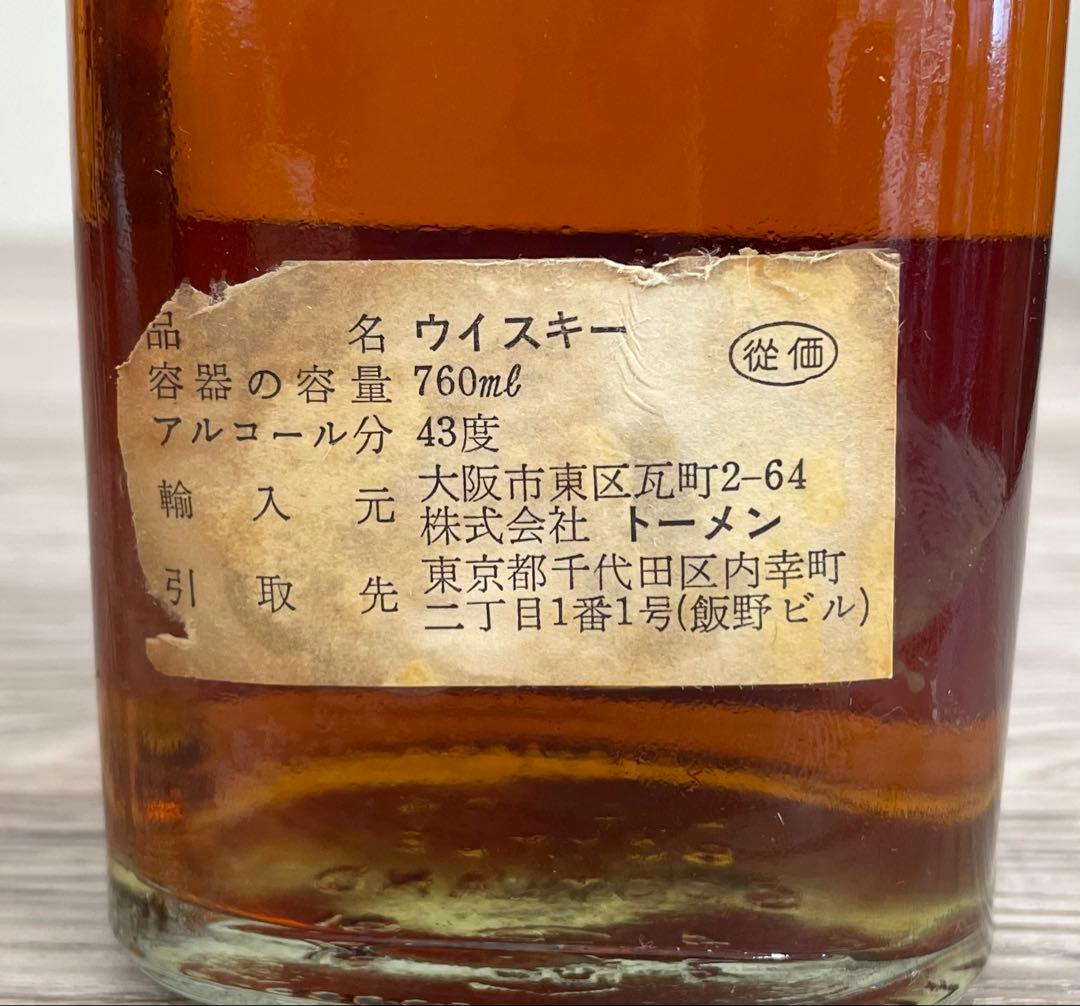 品名 ウイスキー
従価
容器の容量 760mℓ
アルコール分 43度
輸入元 大阪市東区瓦町2-64
株式会社 トーメン
引取先 東京都千代田区内幸町
二丁目1番1号(飯野ビル)